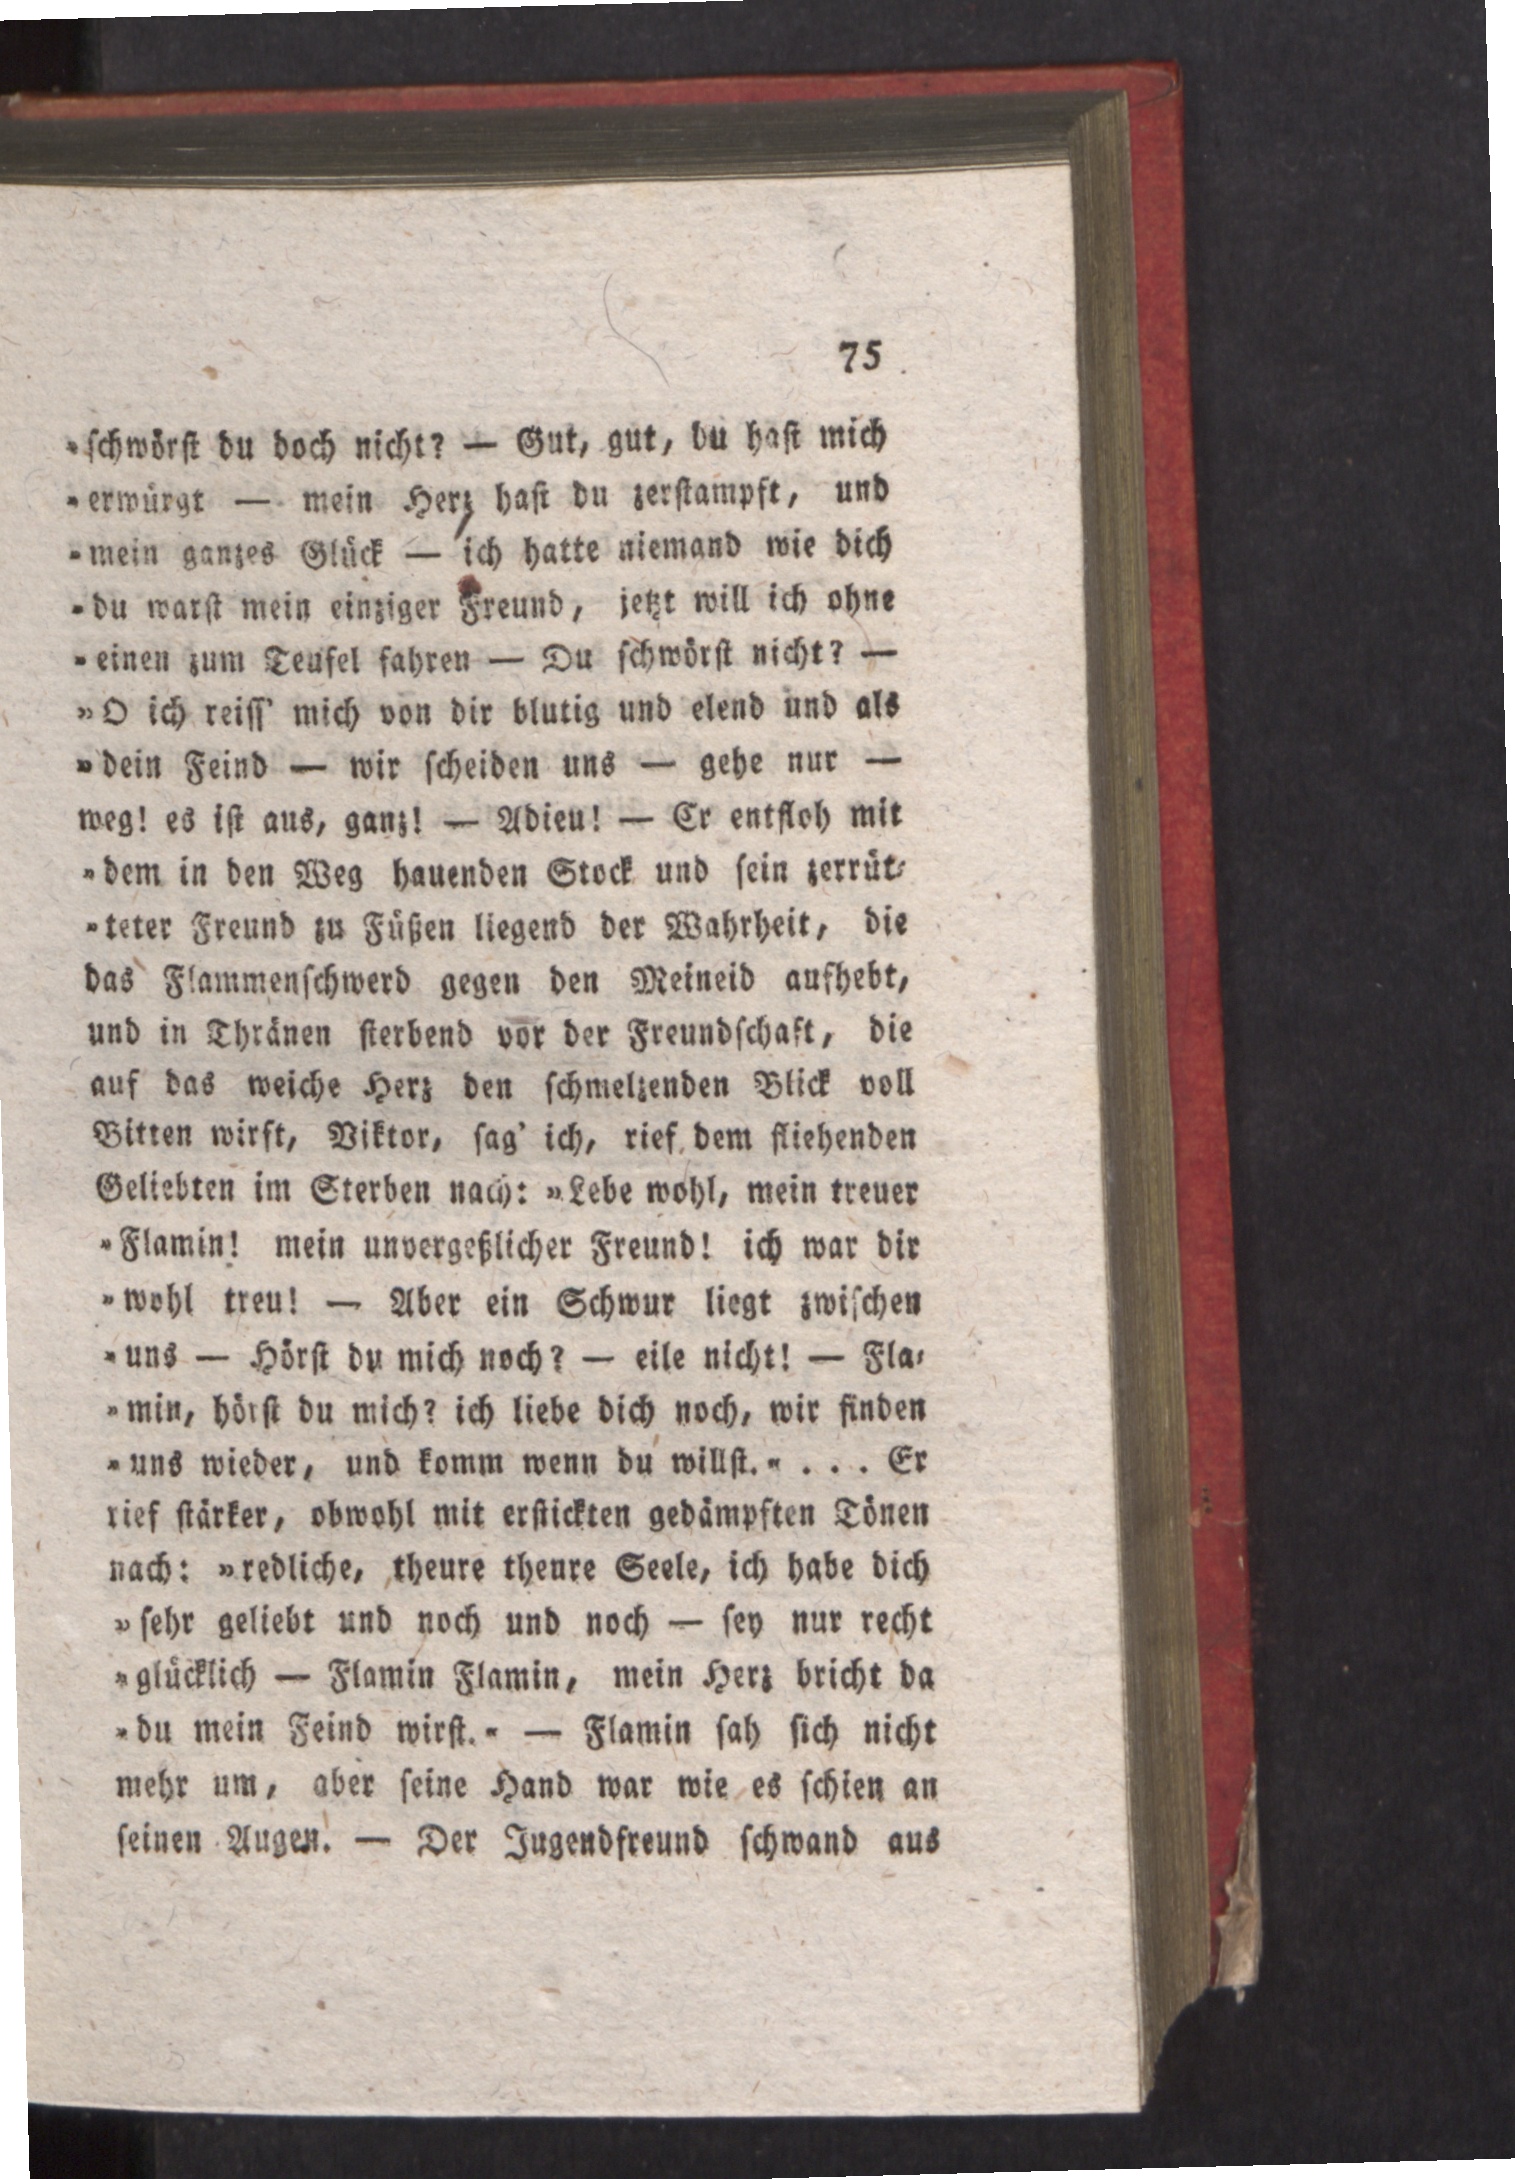 75
»ſchwörſt du doch nicht? — Gut, gut, du haſt mich
»erwürgt — mein Herz haſt du zerſtampft, und
»mein ganzes Glück — ich hatte niemand wie dich
»du warſt mein einziger Freund, jetzt will ich ohne
»einen zum Teufel fahren — Du ſchwörſt nicht? —
»O ich reiſſ' mich von dir blutig und elend und als
»dein Feind — wir ſcheiden uns — gehe nur —
weg! es iſt aus, ganz! — Adieu! — Er entfloh mit
»dem in den Weg hauenden Stock und ſein zerrüt-
»teter Freund zu Füßen liegend der Wahrheit, die
das Flammenſchwerd gegen den Meineid aufhebt,
und in Thränen ſterbend vor der Freundſchaft, die
auf das weiche Herz den ſchmelzenden Blick voll
Bitten wirft, Viktor, ſag' ich, rief dem fliehenden
Geliebten im Sterben nach: »Lebe wohl, mein treuer
»Flamin! mein unvergeßlicher Freund! ich war dir
»wohl treu! — Aber ein Schwur liegt zwiſchen
»uns — Hörſt du mich noch? — eile nicht! — Fla-
»min, hörſt du mich? ich liebe dich noch, wir finden
»uns wieder, und komm wenn du willſt.« . . . Er
rief ſtärker, obwohl mit erſtickten gedämpften Tönen
nach: »redliche, theure theure Seele, ich habe dich
»ſehr geliebt und noch und noch — ſey nur recht
»glücklich — Flamin Flamin, mein Herz bricht da
»du mein Feind wirſt.« — Flamin ſah ſich nicht
mehr um, aber ſeine Hand war wie es ſchien an
ſeinen Augen. — Der Jugendfreund ſchwand aus